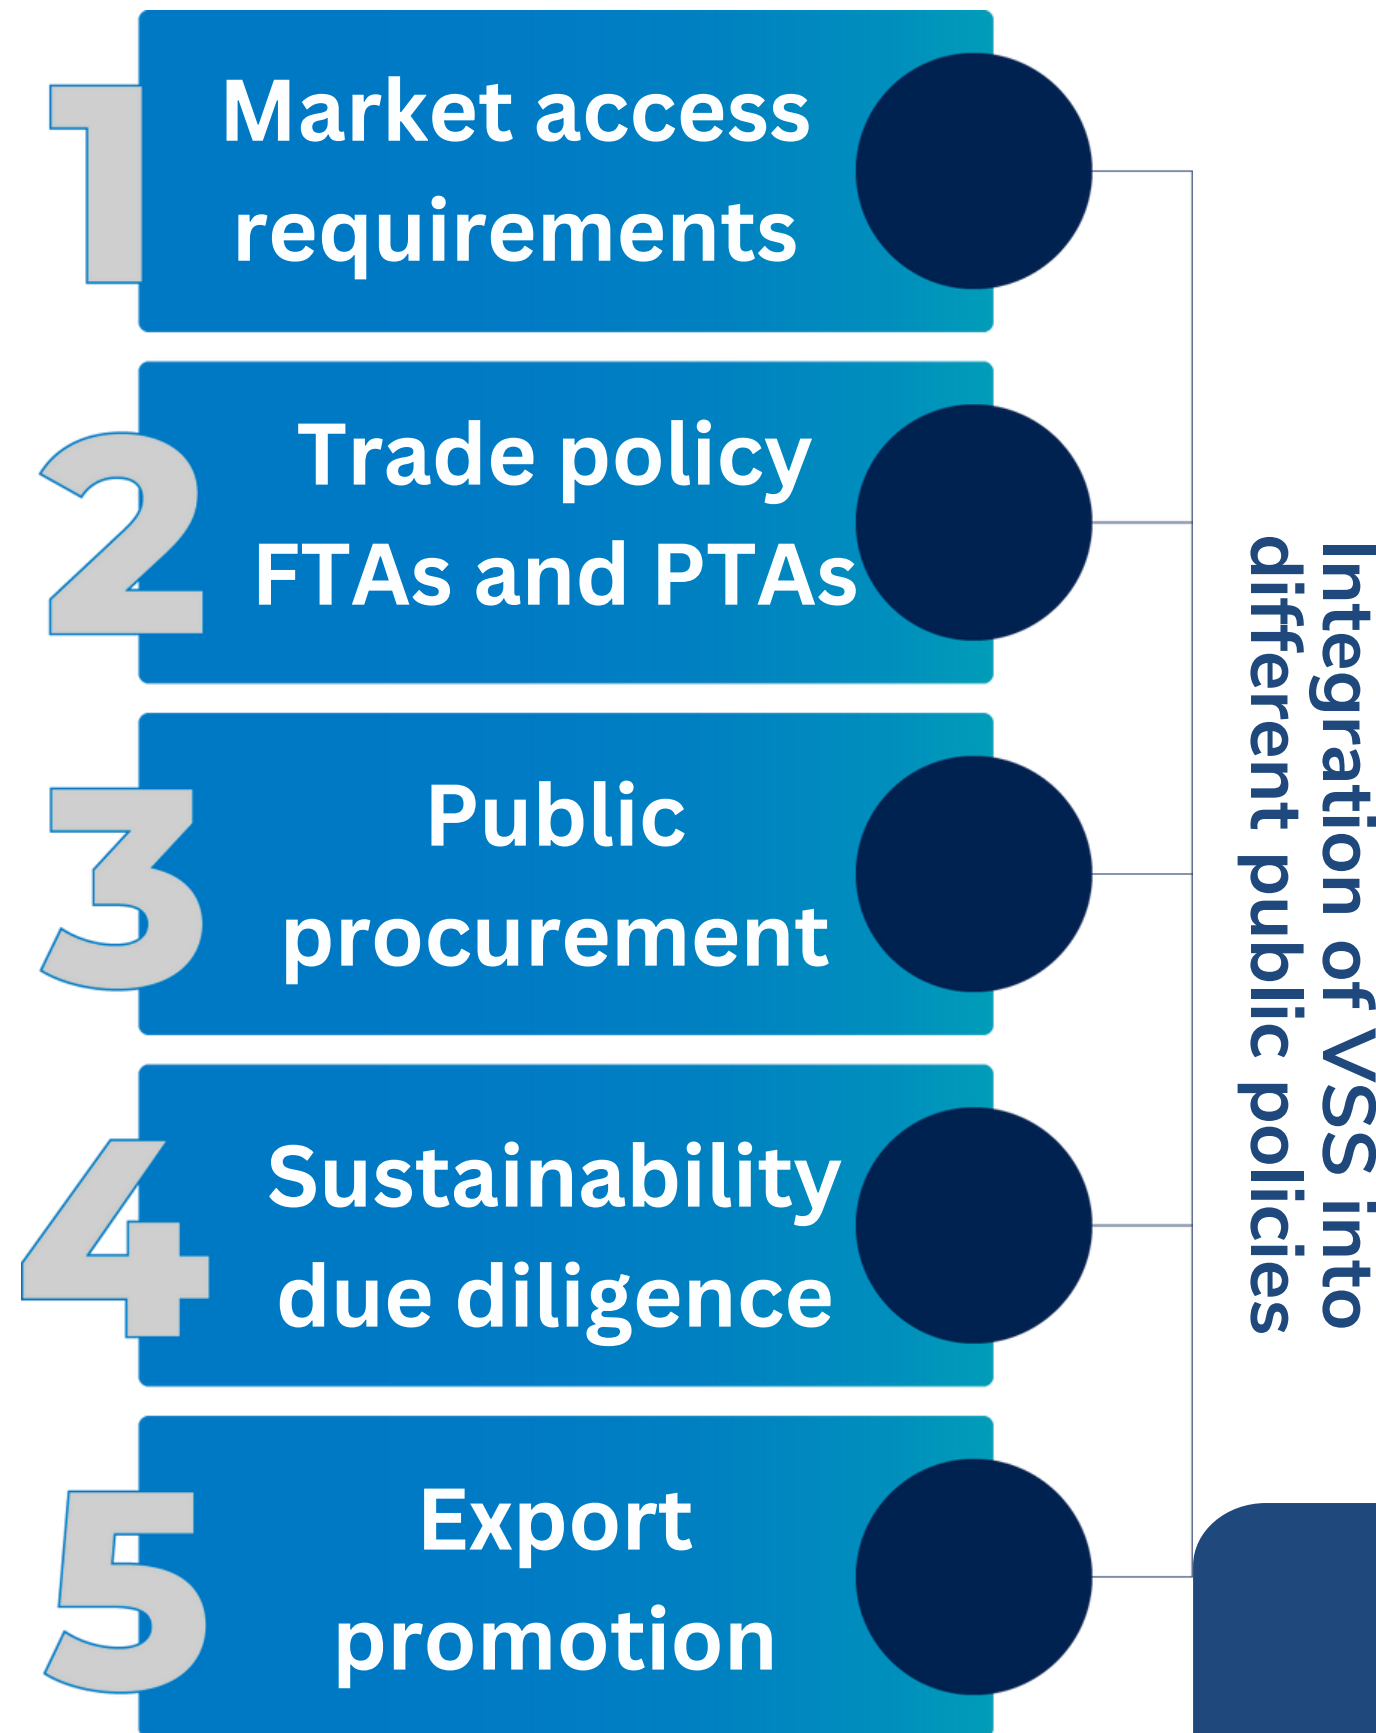 1
Market access
requirements
2
Trade policy
FTAs and PTAs
3
Public
procurement
4
Sustainability
due diligence
5
Export
promotion
Integration of VSS into
different public policies